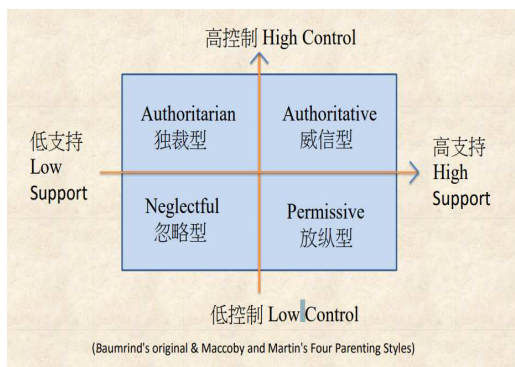 高控制 High Control
Authoritarian
独裁型
Authoritative
威信型
低支持
Low
Support
高支持
High
Support
Neglectful
忽略型
Permissive
放纵型
低控制 Low Control
(Baumrind's original & Maccoby and Martin's Four Parenting Styles)